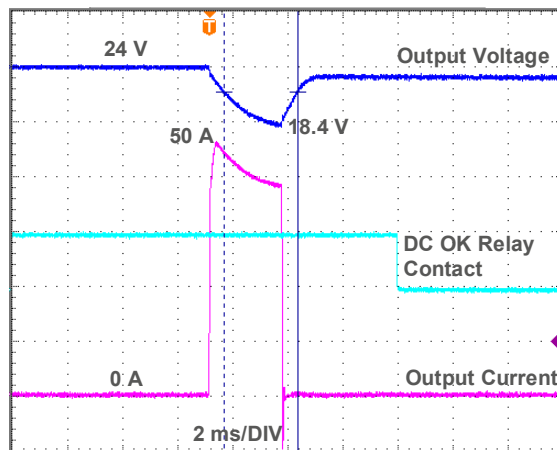 T
24 V
Output Voltage
18.4 V
50 A
DC OK Relay
Contact
0 A
Output Current
2 ms/DIV